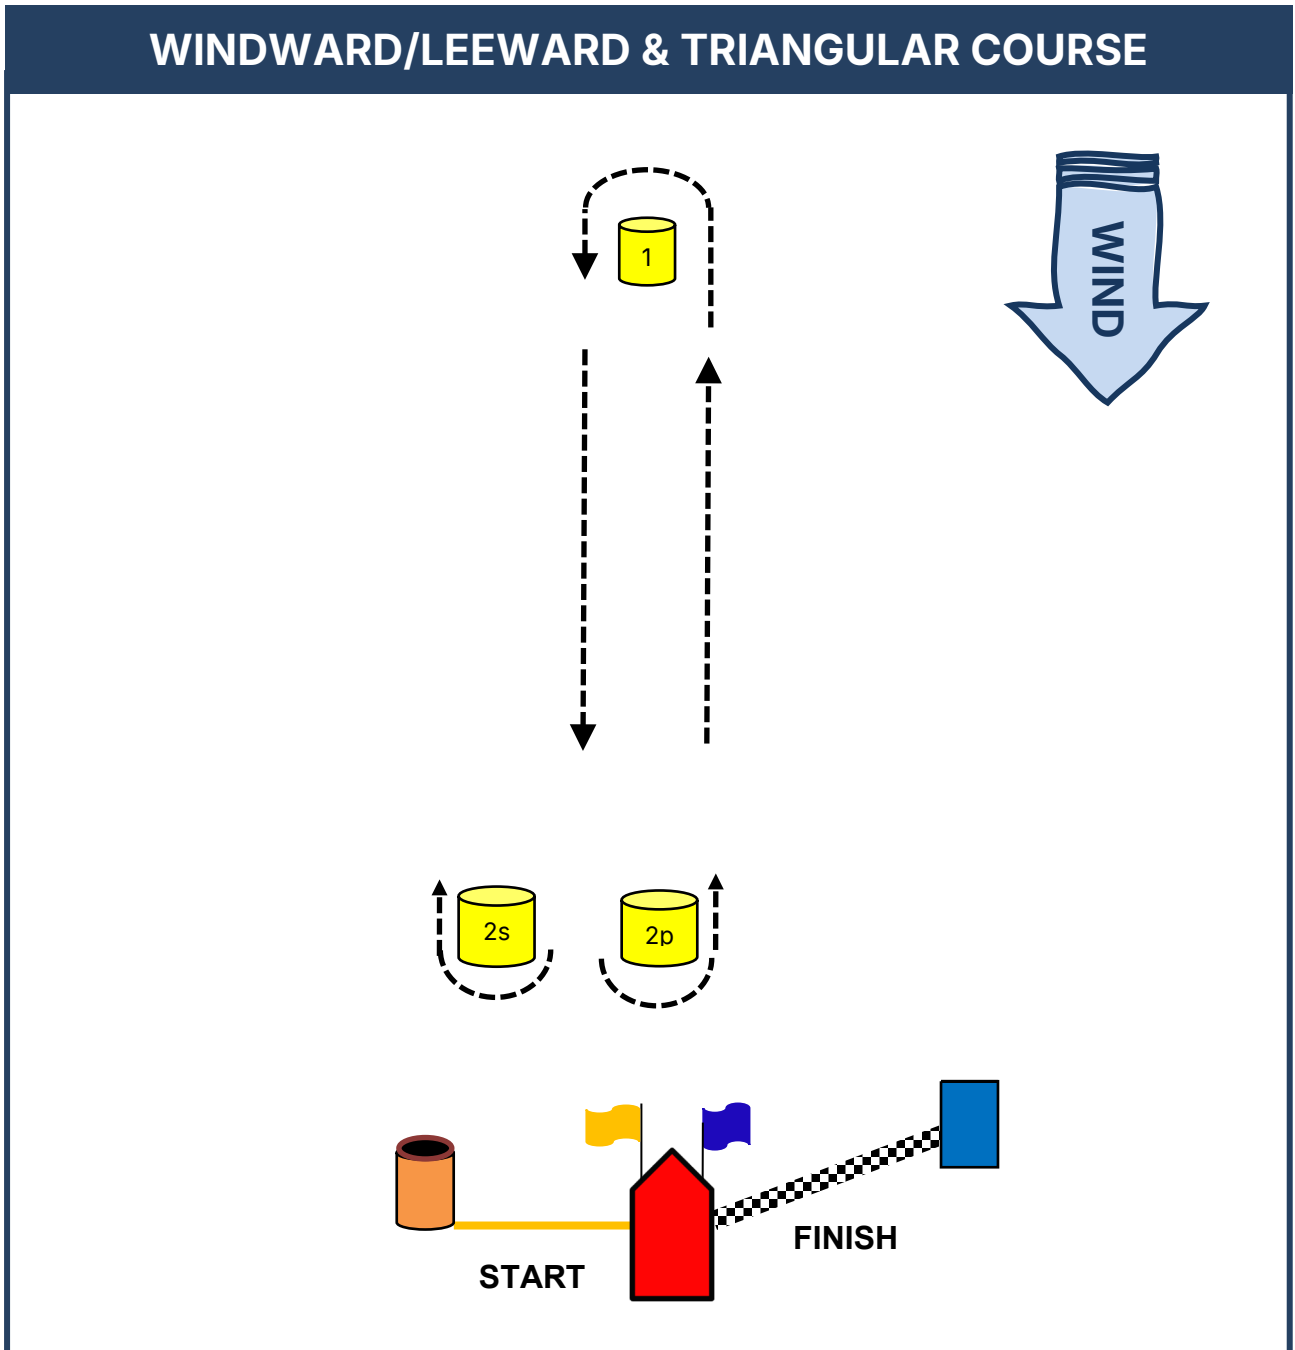 WINDWARD/LEEWARD & TRIANGULAR COURSE
WIND
1
2s
2p
FINISH
START